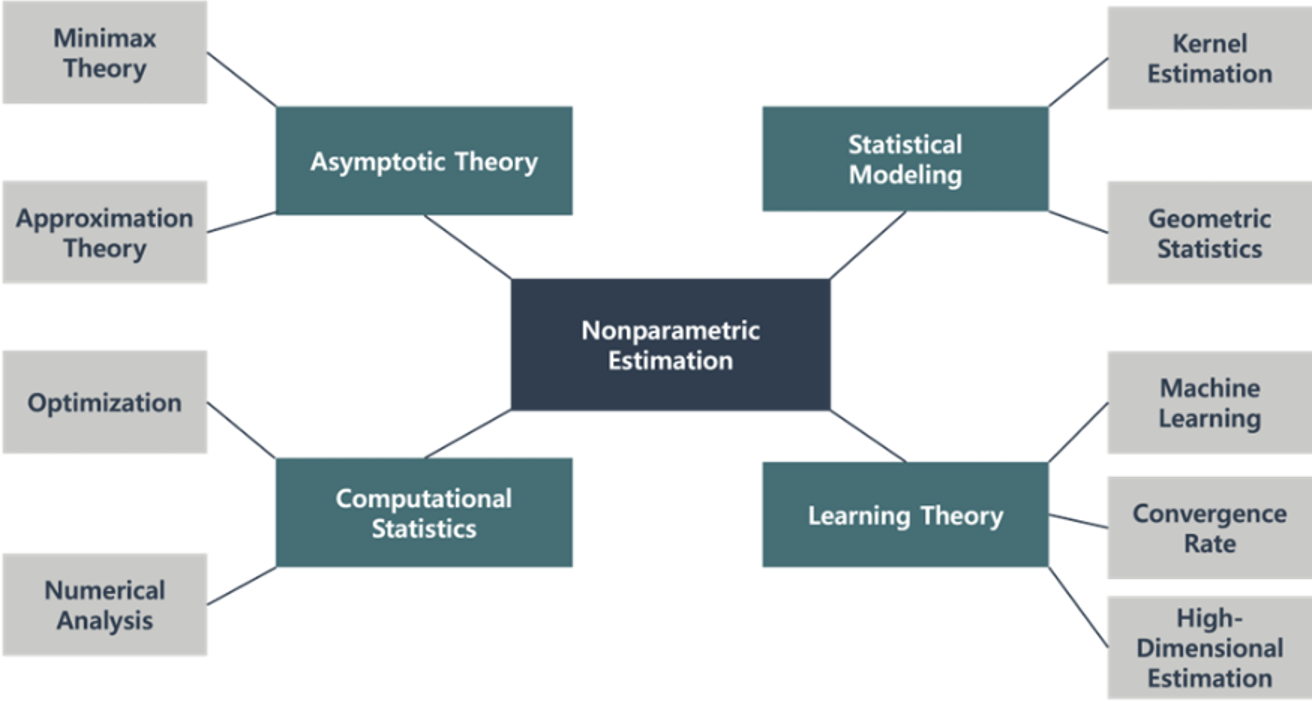 Minimax
Theory
Asymptotic Theory
Approximation
Theory
Kernel
Estimation
Statistical
Modeling
Geometric
Statistics
Nonparametric
Estimation
Optimization
Computational
Statistics
Numerical
Analysis
Machine
Learning
Learning Theory
Convergence
Rate
High-
Dimensional
Estimation